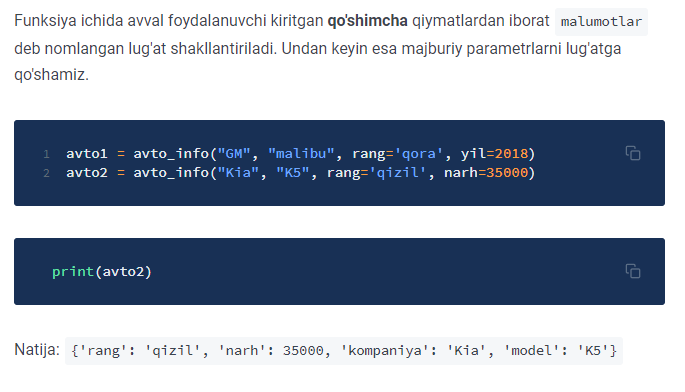 Funksiya ichida avval foydalanuvchi kiritgan qo'shimcha qiymatlardan iborat malumotlar
deb nomlangan lug'at shakllantiriladi. Undan keyin esa majburiy parametrlarni lug'atga
qo'shamiz.
1 avto1 = avto_info("GM", "malibu", rang='qora', yil=2018)
2 avto2 = avto_info("Kia", "K5", rang='qizil', narh=35000)
print(avto2)
Natija: {'rang': 'qizil', 'narh': 35000, 'kompaniya': 'Kia', 'model': 'K5'}